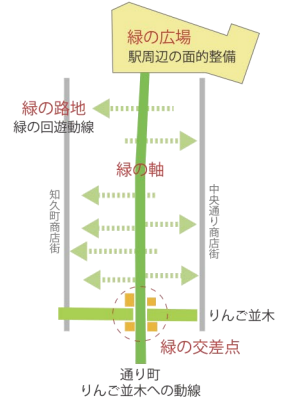 緑の広場
駅周辺の面的整備
緑の路地
緑の回遊動線
緑の軸
知久町商店街
中央通り商店街
りんご並木
緑の交差点
通り町
りんご並木への動線